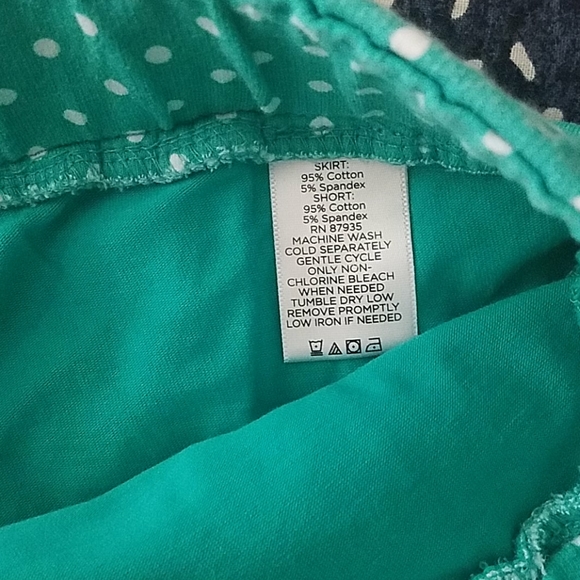 SKIRT:
95% Cotton
5% Spandex
SHORT:
95% Cotton
5% Spandex
RN 87935
MACHINE WASH
COLD SEPARATELY
GENTLE CYCLE
ONLY NON-
CHLORINE BLEACH
WHEN NEEDED
TUMBLE DRY LOW
REMOVE PROMPTLY
LOW IRON IF NEEDED